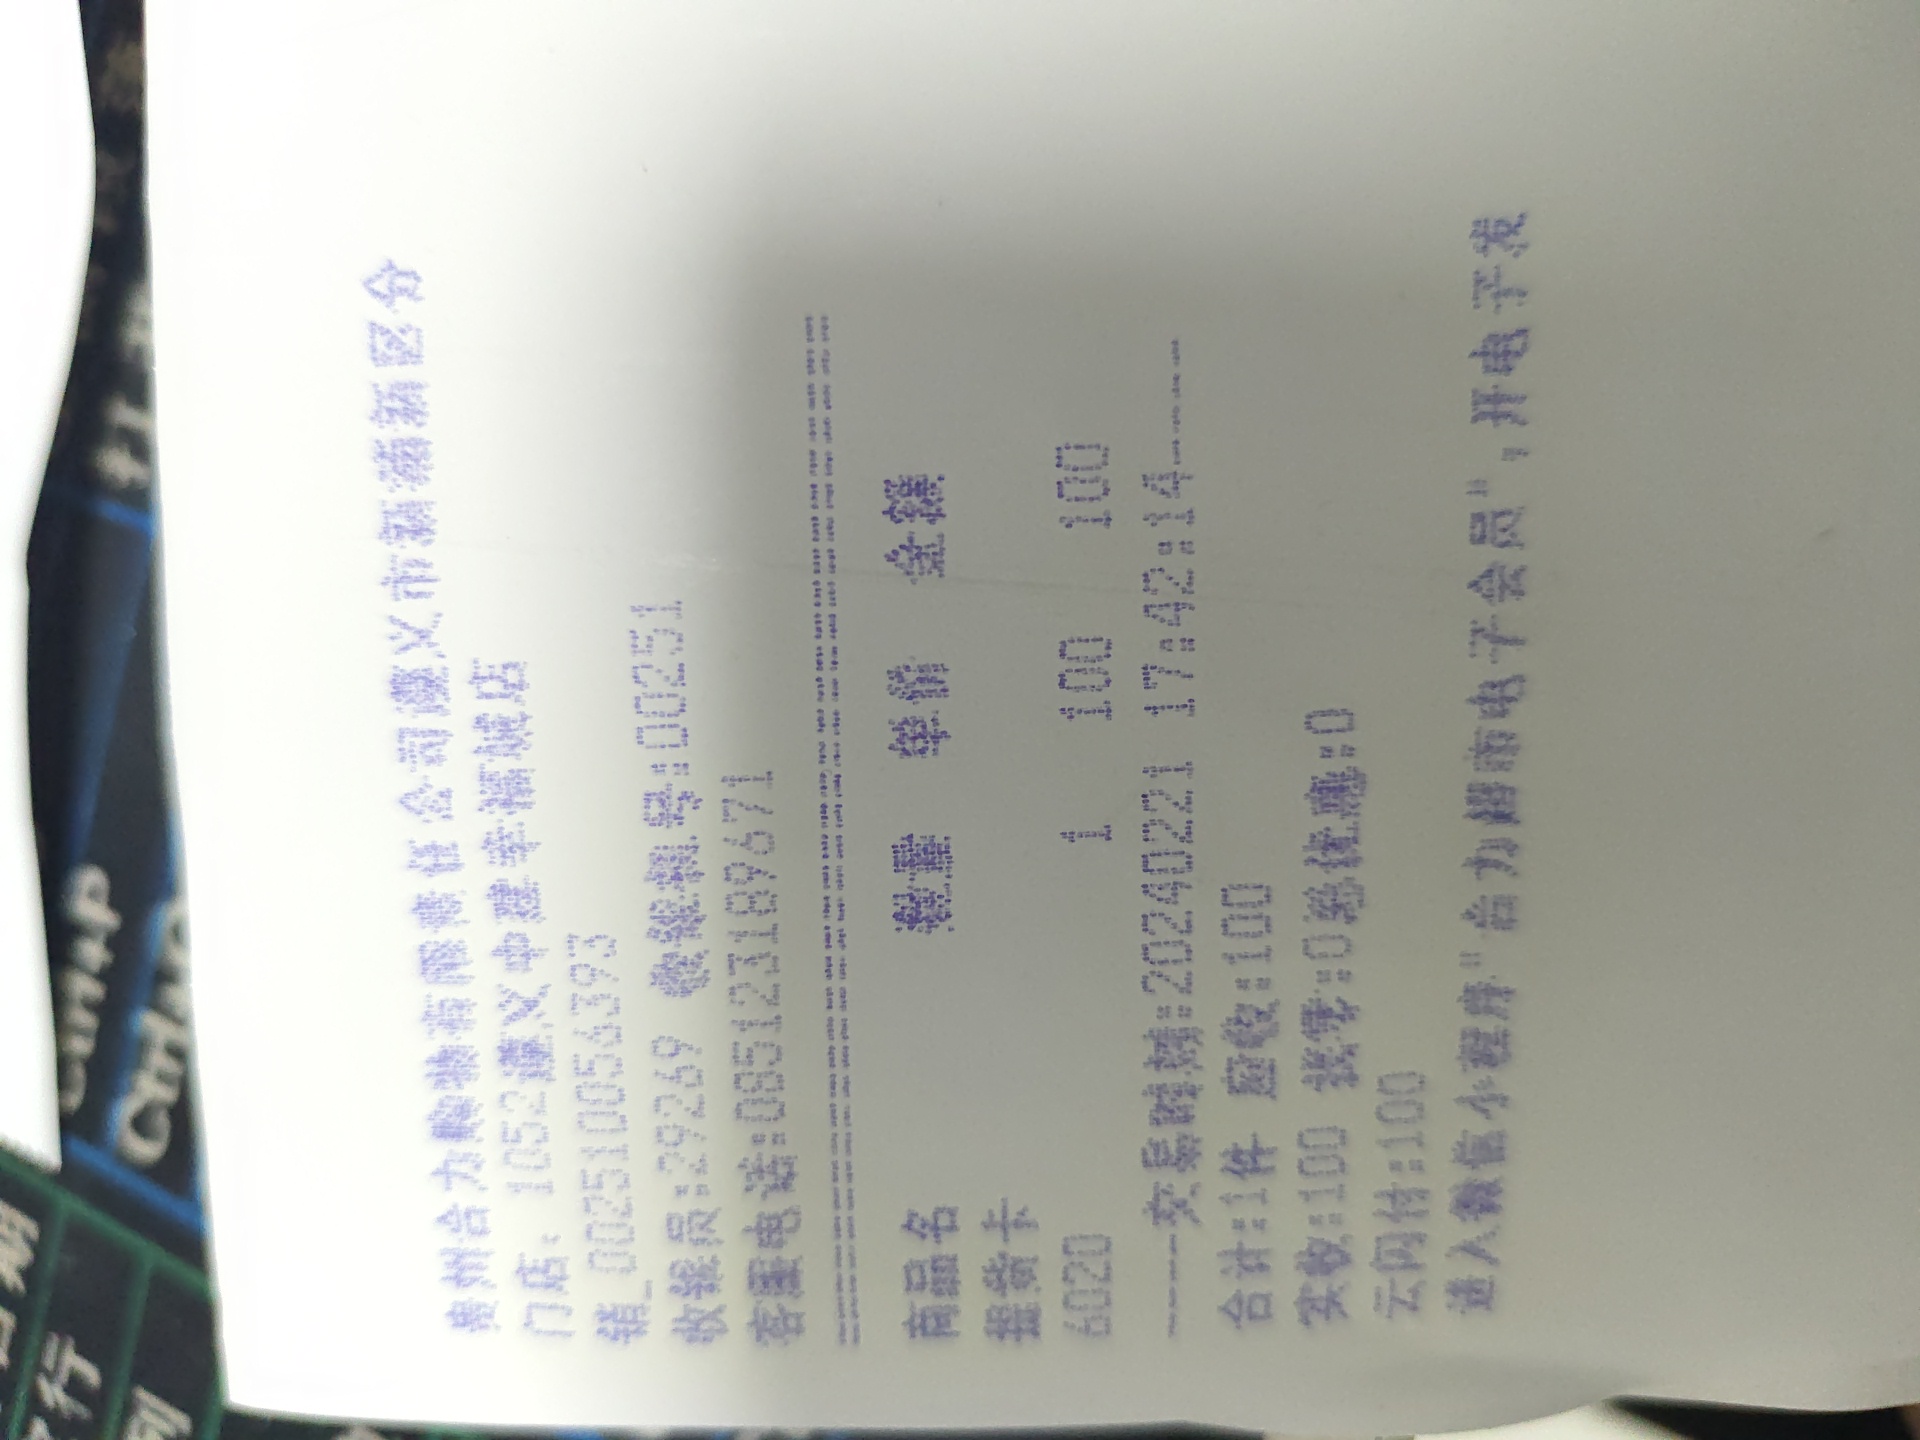 贵州合力购物有限责任公司遵义市新蒲新区分
门店：1052遵义中建幸福城店
销_002510056393
收银员:29269 收银机号:00251
客服电话:085123189671
================================
商品名 数量 单价 金额
提货卡
6020 1 100 100
----交易时刻:20240221 17:42:14----
合计:1件 应收:100
实收:100 找零:0总优惠:0
云闪付:100
进入微信小程序"合力超市电子会员",开电子发